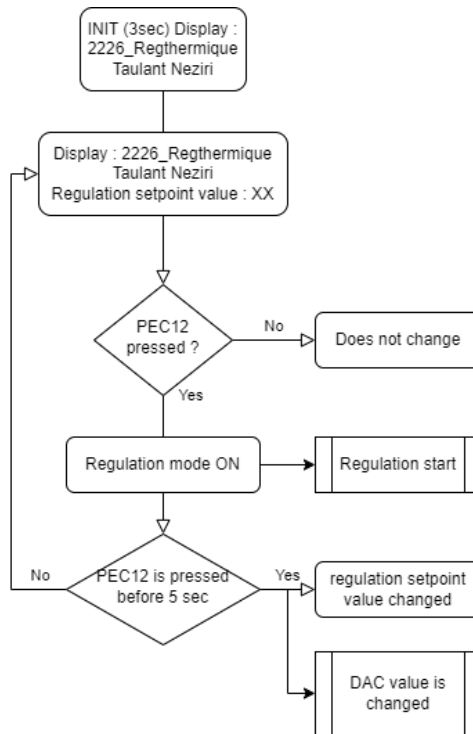 INIT (3sec) Display :
2226_Regthermique
Taulant Neziri
Display : 2226_Regthermique
Taulant Neziri
Regulation setpoint value : XX
PEC12
pressed ?
No
Does not change
Yes
Regulation mode ON
Regulation start
No
PEC12 is pressed
before 5 sec
Yes
regulation setpoint
value changed
DAC value is
changed